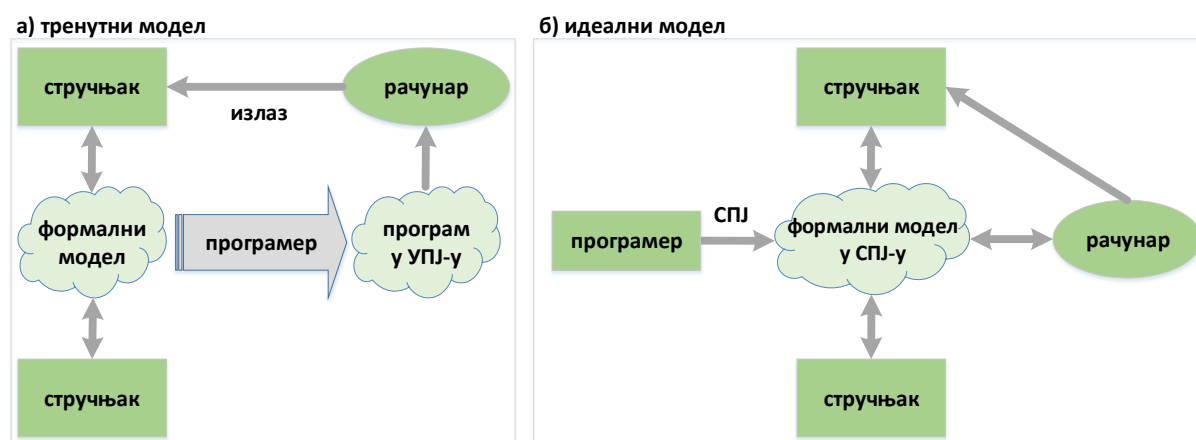 а) тренутни модел
стручњак
рачунар
излаз
формални
модел
програмер
програм
у УПЈ-у
стручњак
б) идеални модел
стручњак
програмер
СПЈ
формални модел
у СПЈ-у
рачунар
стручњак